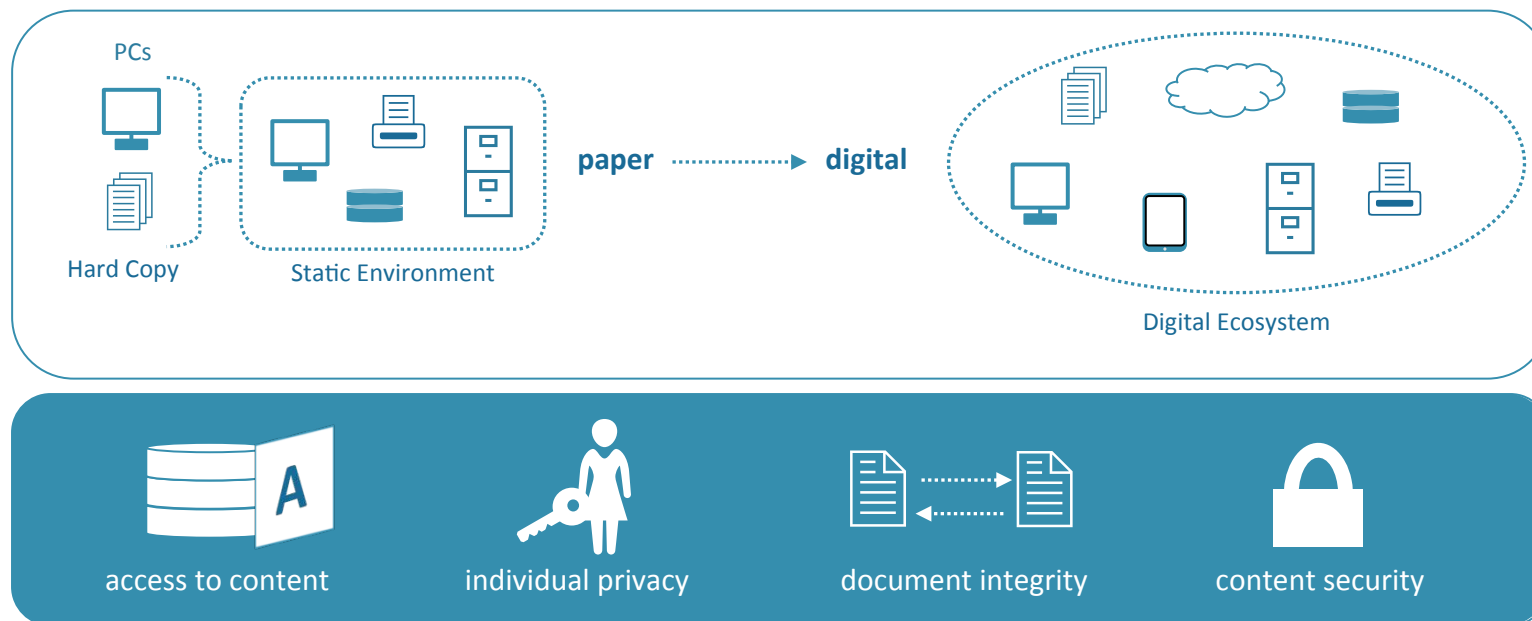 PCs
Hard Copy
Static Environment
paper
digital
Digital Ecosystem
A
access to content
individual privacy
document integrity
content security